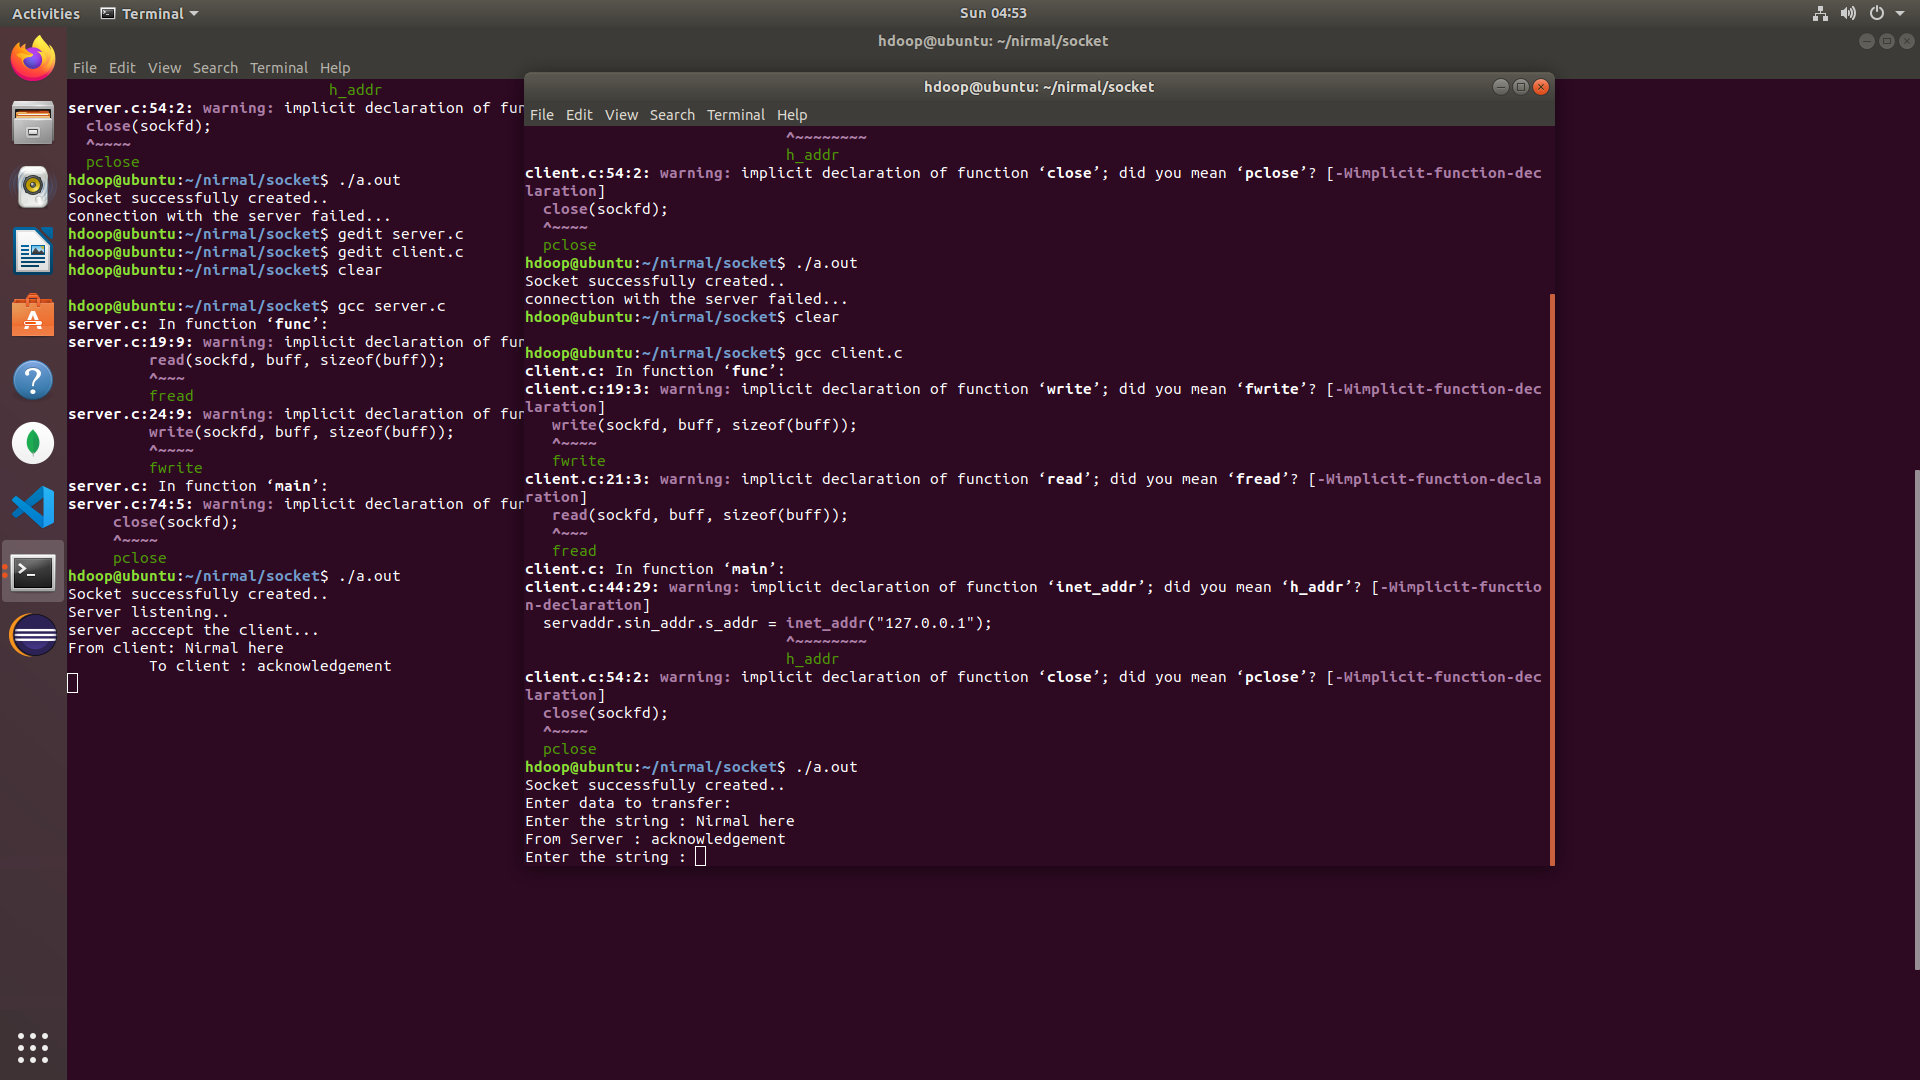 Activities
Terminal
Sun 04:53
hdoop@ubuntu: ~/nirmal/socket
File Edit View Search Terminal Help
h_addr
server.c:54:2: warning: implicit declaration of fun
close(sockfd);
^~~~~
pclose
hdoop@ubuntu:~/nirmal/socket$ ./a.out
Socket successfully created..
connection with the server failed...
hdoop@ubuntu:~/nirmal/socket$ gedit server.c
hdoop@ubuntu:~/nirmal/socket$ gedit client.c
hdoop@ubuntu:~/nirmal/socket$ clear
hdoop@ubuntu:~/nirmal/socket$ gcc server.c
server.c: In function ‘func’:
server.c:19:9: warning: implicit declaration of fun
read(sockfd, buff, sizeof(buff));
^~~~
fread
server.c:24:9: warning: implicit declaration of fun
write(sockfd, buff, sizeof(buff));
^~~~~
fwrite
server.c: In function ‘main’:
server.c:74:5: warning: implicit declaration of fun
close(sockfd);
^~~~~
pclose
hdoop@ubuntu:~/nirmal/socket$ ./a.out
Socket successfully created..
Server listening..
server acccept the client...
From client: Nirmal here
To client : acknowledgement
hdoop@ubuntu: ~/nirmal/socket
File Edit View Search Terminal Help
^~~~~~~~~
h_addr
client.c:54:2: warning: implicit declaration of function ‘close’; did you mean ‘pclose’? [-Wimplicit-function-dec
laration]
close(sockfd);
^~~~~
pclose
hdoop@ubuntu:~/nirmal/socket$ ./a.out
Socket successfully created..
connection with the server failed...
hdoop@ubuntu:~/nirmal/socket$ clear
hdoop@ubuntu:~/nirmal/socket$ gcc client.c
client.c: In function ‘func’:
client.c:19:3: warning: implicit declaration of function ‘write’; did you mean ‘fwrite’? [-Wimplicit-function-dec
laration]
write(sockfd, buff, sizeof(buff));
^~~~~
fwrite
client.c:21:3: warning: implicit declaration of function ‘read’; did you mean ‘fread’? [-Wimplicit-function-decla
ration]
read(sockfd, buff, sizeof(buff));
^~~~
fread
client.c: In function ‘main’:
client.c:44:29: warning: implicit declaration of function ‘inet_addr’; did you mean ‘h_addr’? [-Wimplicit-functio
n-declaration]
servaddr.sin_addr.s_addr = inet_addr("127.0.0.1");
^~~~~~~~~
h_addr
client.c:54:2: warning: implicit declaration of function ‘close’; did you mean ‘pclose’? [-Wimplicit-function-dec
laration]
close(sockfd);
^~~~~
pclose
hdoop@ubuntu:~/nirmal/socket$ ./a.out
Socket successfully created..
Enter data to transfer:
Enter the string : Nirmal here
From Server : acknowledgement
Enter the string :